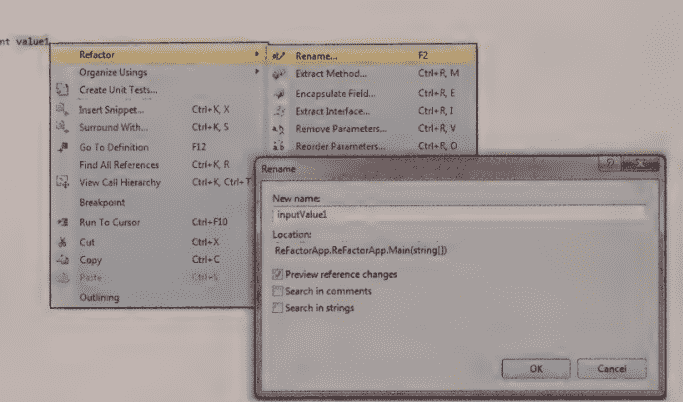 nt value1
Refactor
Organize Usings
Create Unit Tests...
Insert Snippet... Ctrl+K, X
Surround With... Ctrl+K, S
Go To Definition F12
Find All References Ctrl+K, R
View Call Hierarchy Ctrl+K, Ctrl+T
Breakpoint
Run To Cursor Ctrl+F10
Cut Ctrl+X
Copy Ctrl+C
Paste
Outlining
Rename... F2
Extract Method... Ctrl+R, M
Encapsulate Field... Ctrl+R, E
Extract Interface... Ctrl+R, I
Remove Parameters... Ctrl+R, V
Reorder Parameters... Ctrl+R, O
Rename
New name:
inputValue1
Location:
ReFactorApp.ReFactorApp.Main(string[])
Preview reference changes
Search in comments
Search in strings
OK Cancel